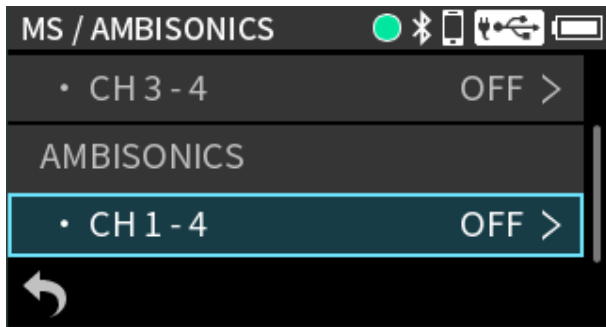 MS / AMBISONICS
• CH 3 - 4 OFF >
AMBISONICS
• CH 1 - 4 OFF >